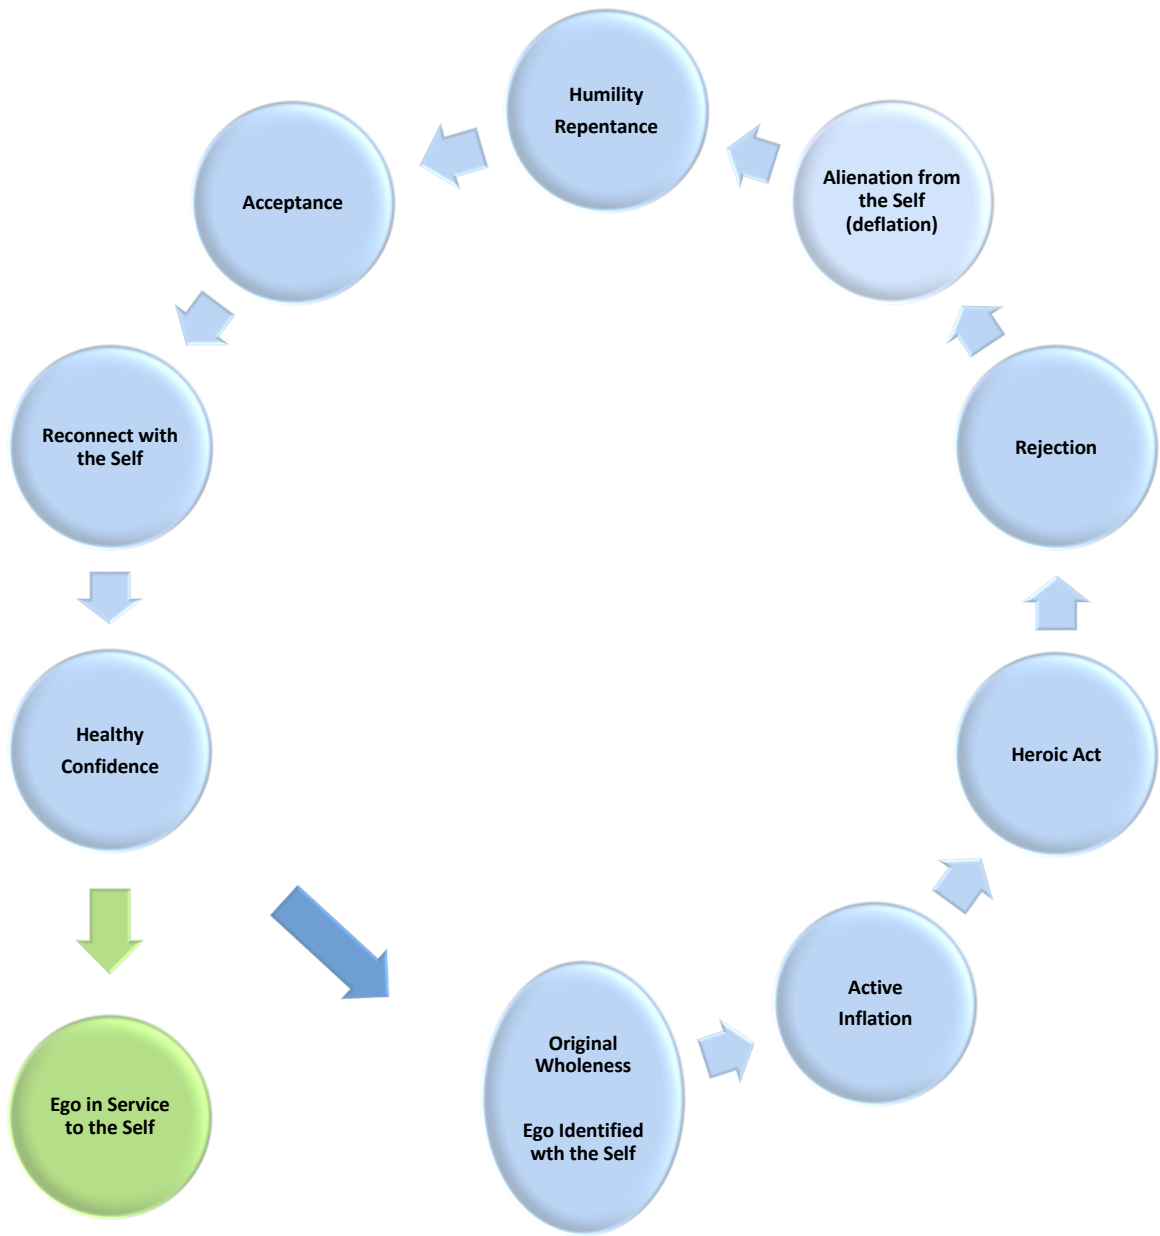 Humility
Repentance
Alienation from
the Self
(deflation)
Acceptance
Reconnect with
the Self
Rejection
Healthy
Confidence
Heroic Act
Active
Inflation
Original
Wholeness
Ego Identified
wth the Self
Ego in Service
to the Self